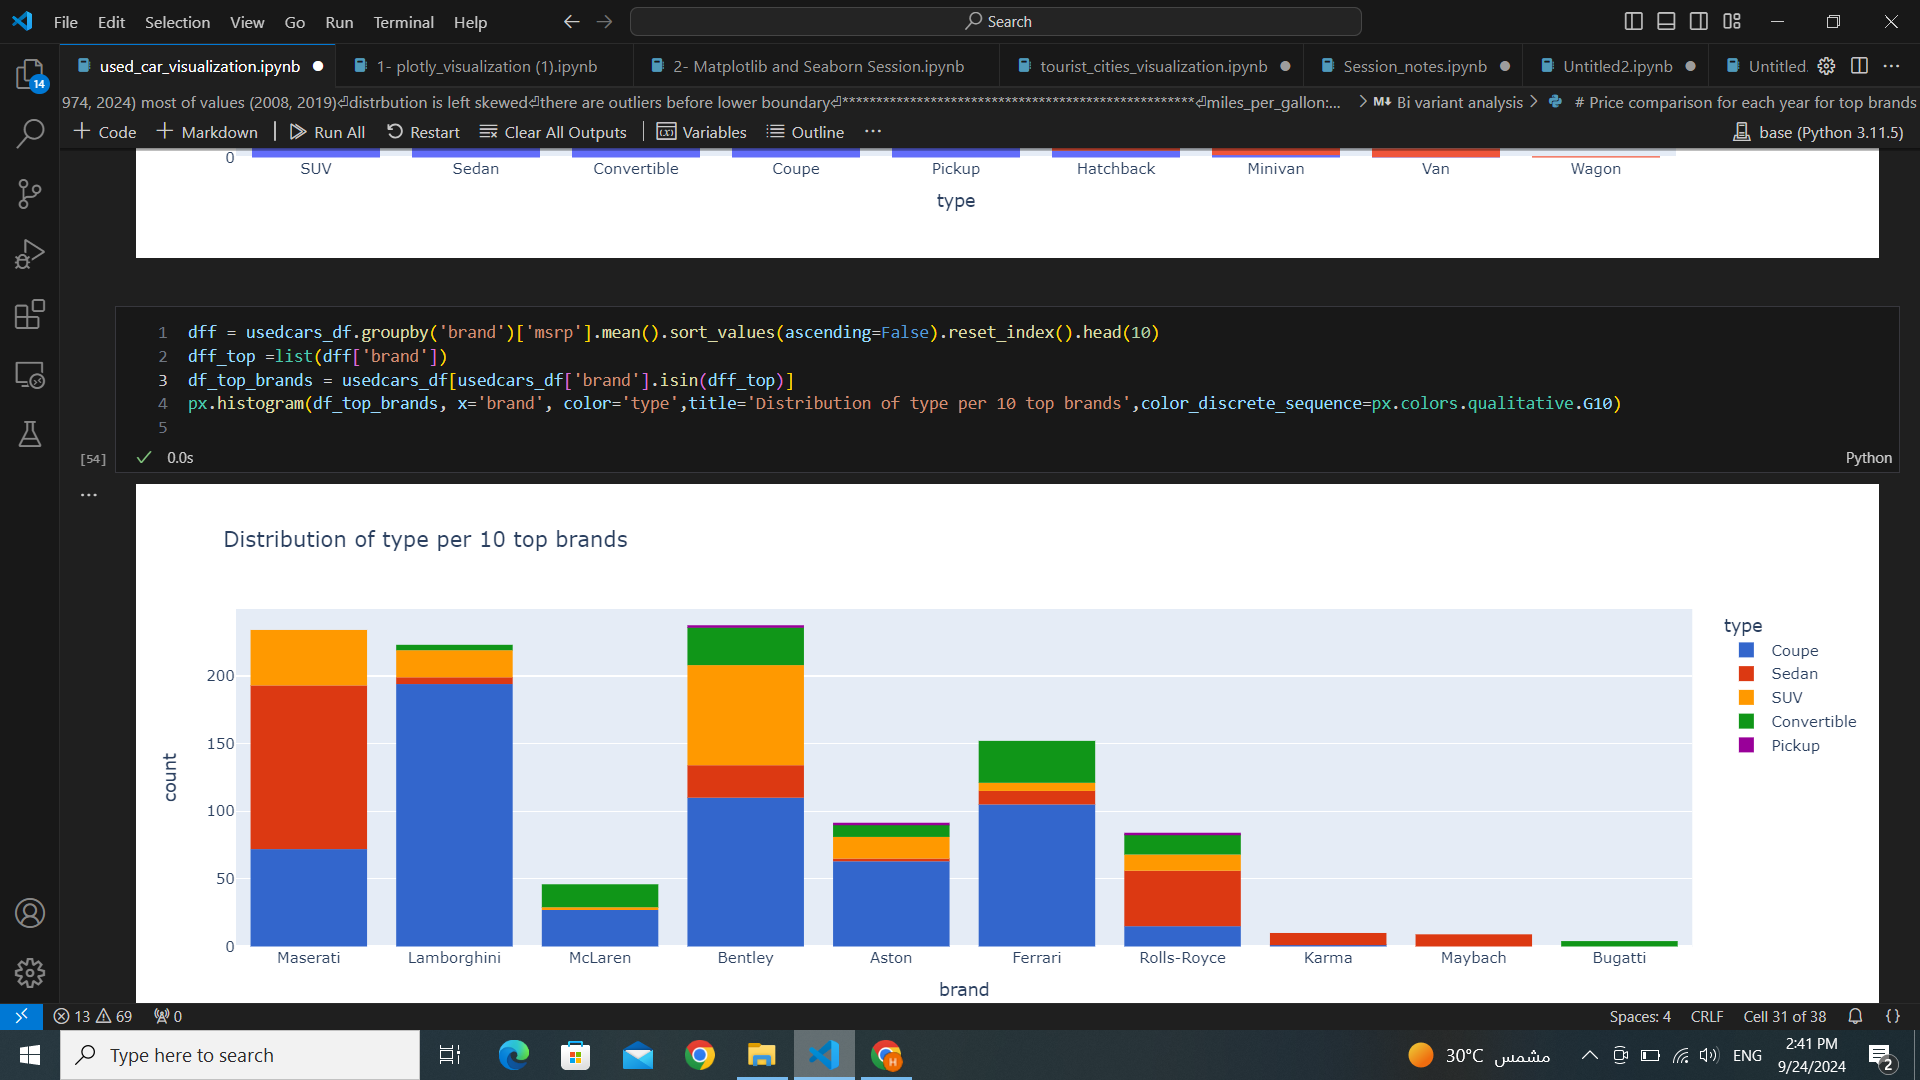 File Edit Selection View Go Run Terminal Help
Search
used_car_visualization.ipynb
1- plotly_visualization (1).ipynb
2- Matplotlib and Seaborn Session.ipynb
tourist_cities_visualization.ipynb
Session_notes.ipynb
Untitled2.ipynb
Untitled.
974, 2024) most of values (2008, 2019)⏎distrbution is left skewed⏎there are outliers before lower boundary⏎****************************************************⏎miles_per_gallon:... > M↓ Bi variant analysis > # Price comparison for each year for top brands
+ Code + Markdown | Run All Restart Clear All Outputs | Variables Outline ...
base (Python 3.11.5)
14
0
SUV Sedan Convertible Coupe Pickup Hatchback Minivan Van Wagon
type
1 dff = usedcars_df.groupby('brand')['msrp'].mean().sort_values(ascending=False).reset_index().head(10)
2 dff_top =list(dff['brand'])
3 df_top_brands = usedcars_df[usedcars_df['brand'].isin(dff_top)]
4 px.histogram(df_top_brands, x='brand', color='type',title='Distribution of type per 10 top brands',color_discrete_sequence=px.colors.qualitative.G10)
5
[54] 0.0s Python
...
Distribution of type per 10 top brands
type
Coupe
Sedan
SUV
Convertible
Pickup
200
150
100
50
0
count
Maserati Lamborghini McLaren Bentley Aston Ferrari Rolls-Royce Karma Maybach Bugatti
brand
13 69 0
Spaces: 4 CRLF Cell 31 of 38 {}
Type here to search
30°C مشمس
ENG
2:41 PM
9/24/2024
2